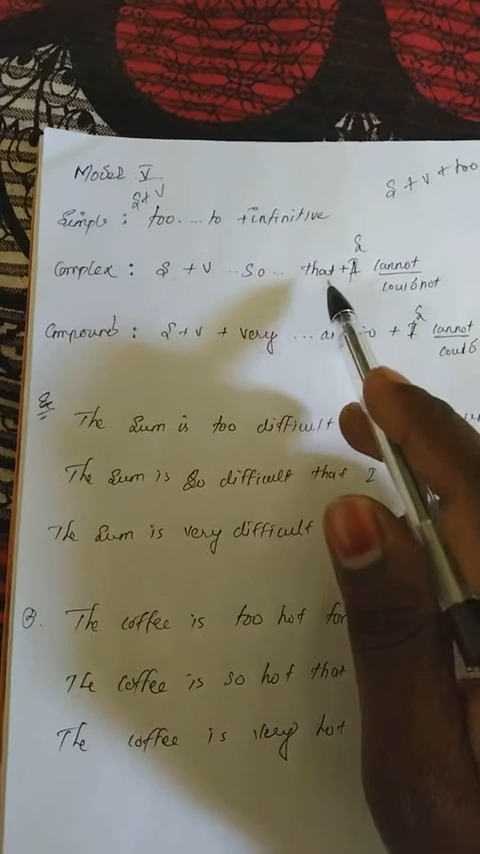 Model V
S + V + too
S+V
Simple : too ... to + infinitive
S
Complex : S + V ... So ... that + I cannot
could not
Compound : S+V + very ... + I cannot
S
could
Ex
The Sum is too difficult
The Sum is So difficult that I
The Sum is very difficult
2. The coffee is too hot for
The coffee is so hot that
The coffee is very hot